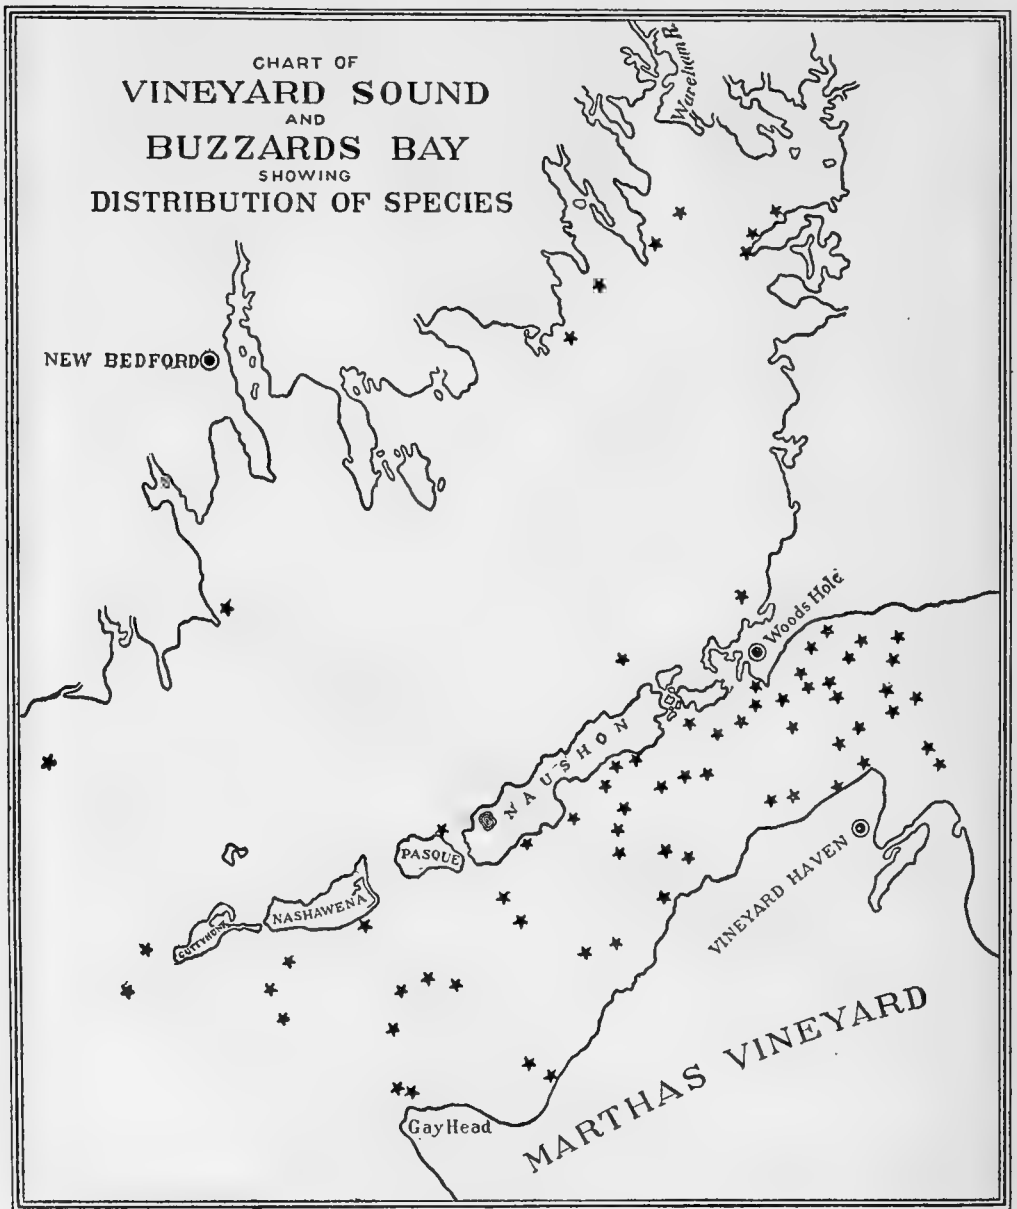 CHART OF
VINEYARD SOUND
AND
BUZZARDS BAY
SHOWING
DISTRIBUTION OF SPECIES
Wareham R.
NEW BEDFORD
Woods Hole
NAUSHON
PASQUE
NASHAWENA
CUTTYHUNK
VINEYARD HAVEN
MARTHAS VINEYARD
Gay Head